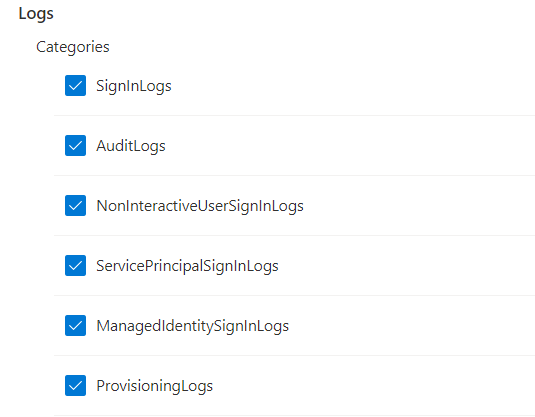 Logs
Categories
SignInLogs
AuditLogs
NonInteractiveUserSignInLogs
ServicePrincipalSignInLogs
ManagedIdentitySignInLogs
ProvisioningLogs